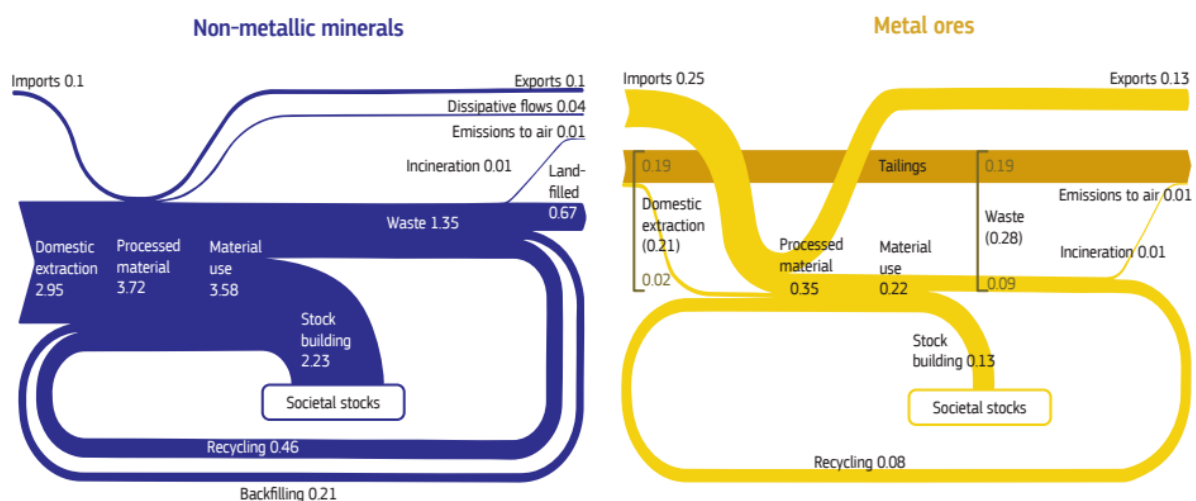 Non-metallic minerals
Imports 0.1
Exports 0.1
Dissipative flows 0.04
Emissions to air 0.01
Incineration 0.01
Land-
filled
0.67
Waste 1.35
Domestic
extraction
2.95
Processed
material
3.72
Material
use
3.58
Stock
building
2.23
Societal stocks
Recycling 0.46
Backfilling 0.21
Metal ores
Imports 0.25
Exports 0.13
0.19
Tailings
0.19
Emissions to air 0.01
Domestic
extraction
(0.21)
Waste
(0.28)
Incineration 0.01
Processed
material
0.35
Material
use
0.22
0.02
0.09
Stock
building 0.13
Societal stocks
Recycling 0.08